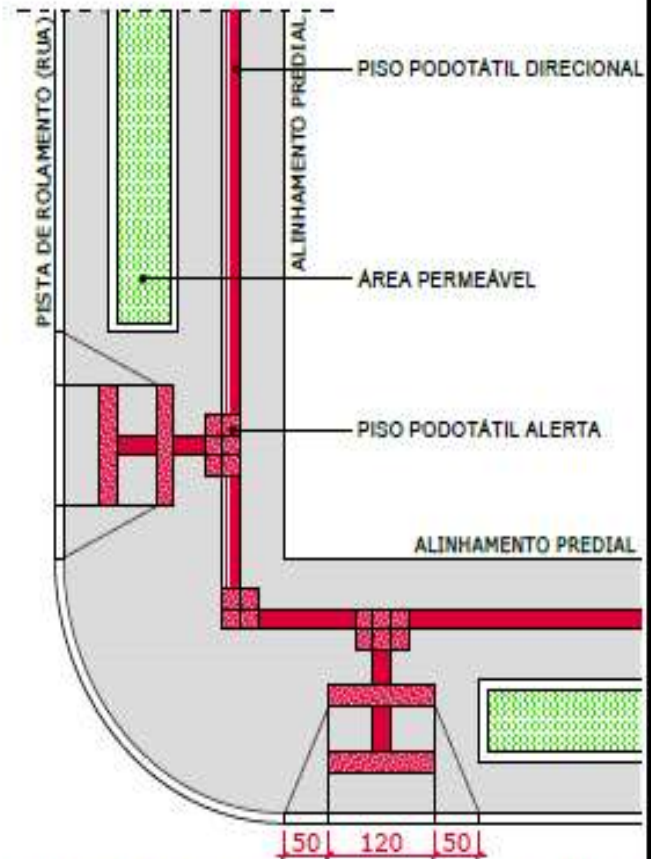 PISTA DE ROLAMENTO (RUA)
ALINHAMENTO PREDIAL
PISO PODOTÁTIL DIRECIONAL
ÁREA PERMEÁVEL
PISO PODOTÁTIL ALERTA
ALINHAMENTO PREDIAL
50 120 50